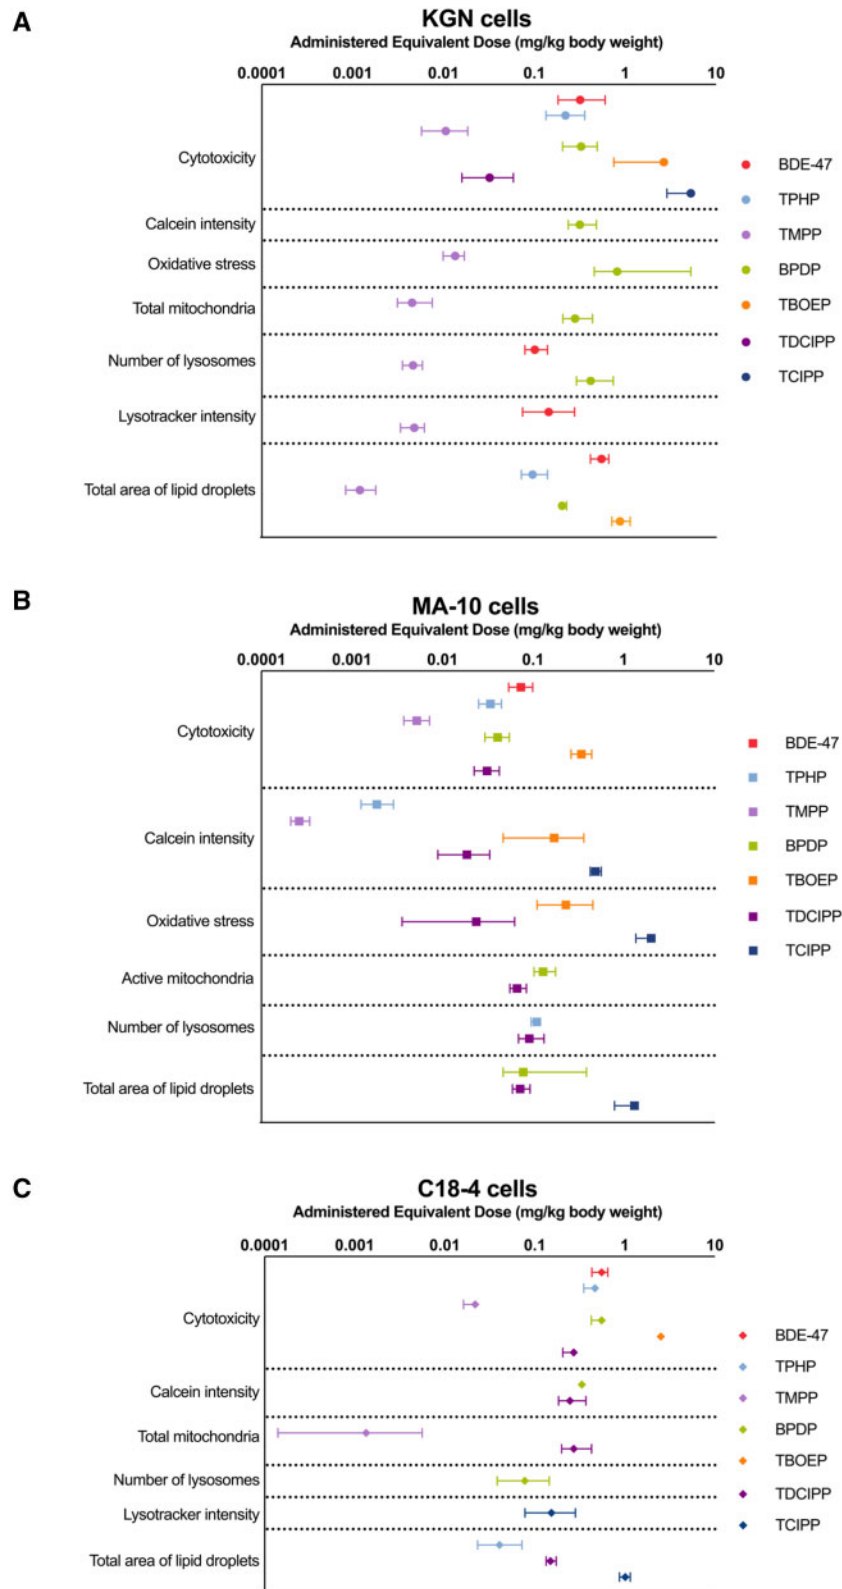 A
KGN cells
Administered Equivalent Dose (mg/kg body weight)
0.0001 0.001 0.01 0.1 1 10
Cytotoxicity
Calcein intensity
Oxidative stress
Total mitochondria
Number of lysosomes
Lysotracker intensity
Total area of lipid droplets
BDE-47
TPHP
TMPP
BPDP
TBOEP
TDCIPP
TCIPP
B
MA-10 cells
Administered Equivalent Dose (mg/kg body weight)
0.0001 0.001 0.01 0.1 1 10
Cytotoxicity
Calcein intensity
Oxidative stress
Active mitochondria
Number of lysosomes
Total area of lipid droplets
BDE-47
TPHP
TMPP
BPDP
TBOEP
TDCIPP
TCIPP
C
C18-4 cells
Administered Equivalent Dose (mg/kg body weight)
0.0001 0.001 0.01 0.1 1 10
Cytotoxicity
Calcein intensity
Total mitochondria
Number of lysosomes
Lysotracker intensity
Total area of lipid droplets
BDE-47
TPHP
TMPP
BPDP
TBOEP
TDCIPP
TCIPP